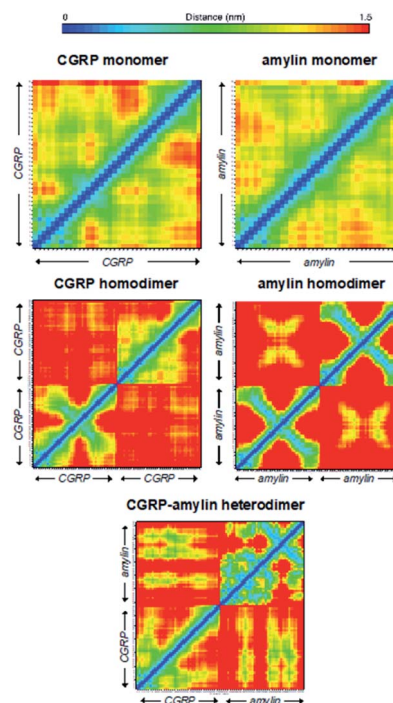 0 Distance (nm) 1.5
CGRP monomer amylin monomer
CGRP amylin
CGRP amylin
CGRP homodimer amylin homodimer
CGRP amylin
CGRP amylin
CGRP CGRP amylin amylin
CGRP-amylin heterodimer
amylin
CGRP
CGRP amylin